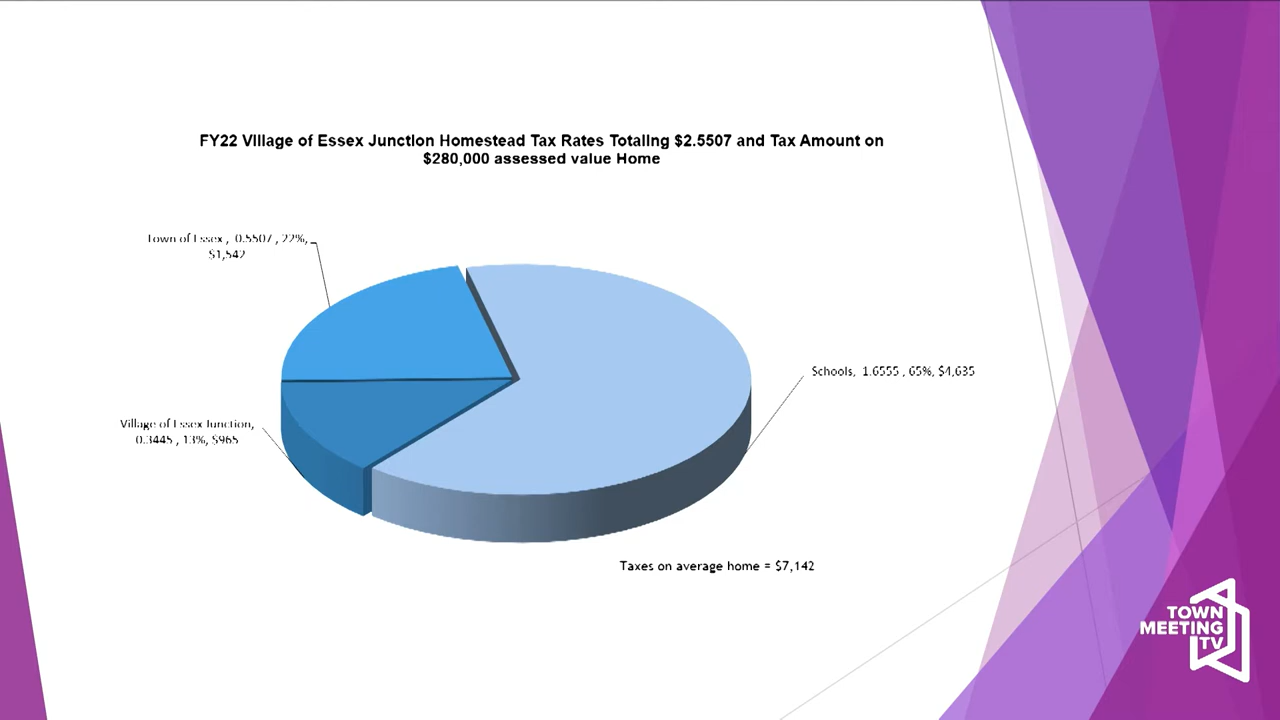 FY22 Village of Essex Junction Homestead Tax Rates Totaling $2.5507 and Tax Amount on
$280,000 assessed value Home
Town of Essex , 0.5507 , 22%,
$1,542
Schools, 1.6555 , 65%, $4,635
Village of Essex Junction,
0.3445 , 13%, $965
Taxes on average home = $7,142
TOWN
MEETING
TV